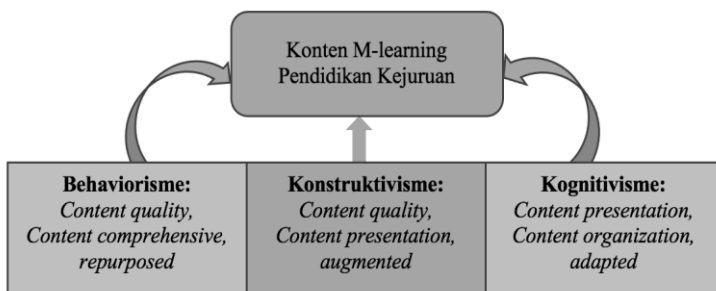 Konten M-learning
Pendidikan Kejuruan
Behaviorisme:
Content quality,
Content comprehensive,
repurposed
Konstruktivisme:
Content quality,
Content presentation,
augmented
Kognitivisme:
Content presentation,
Content organization,
adapted